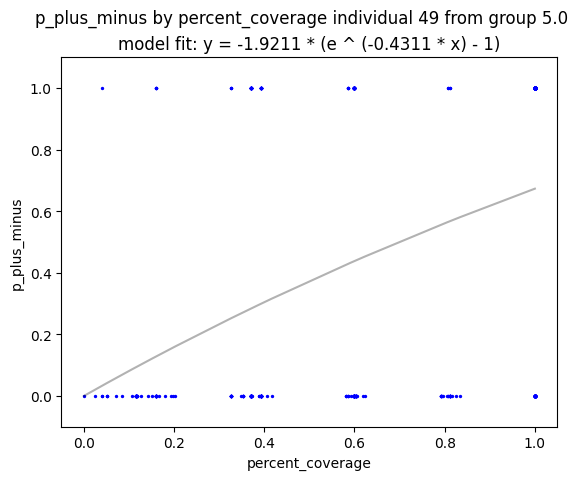 p_plus_minus by percent_coverage individual 49 from group 5.0
model fit: y = -1.9211 * (e ^ (-0.4311 * x) - 1)
1.0
0.8
0.6
0.4
0.2
0.0
p_plus_minus
0.0 0.2 0.4 0.6 0.8 1.0
percent_coverage